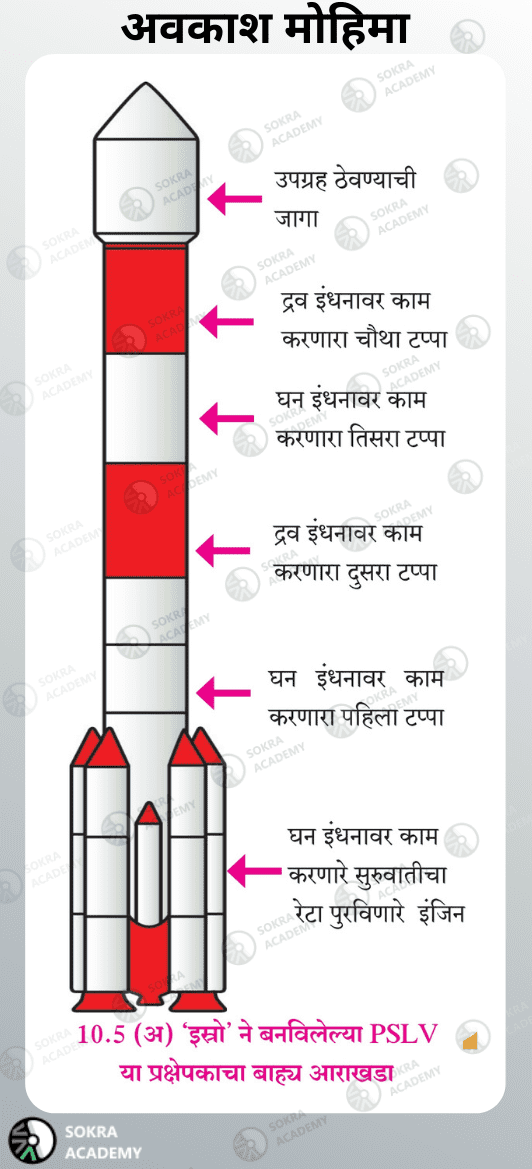 अवकाश मोहिमा
उपग्रह ठेवण्याची
जागा
द्रव इंधनावर काम
करणारा चौथा टप्पा
घन इंधनावर काम
करणारा तिसरा टप्पा
द्रव इंधनावर काम
करणारा दुसरा टप्पा
घन इंधनावर काम
करणारा पहिला टप्पा
घन इंधनावर काम
करणारे सुरुवातीचा
रेटा पुरविणारे इंजिन
10.5 (अ) ‘इस्रो’ ने बनविलेल्या PSLV
या प्रक्षेपकाचा बाह्य आराखडा
SOKRA
ACADEMY